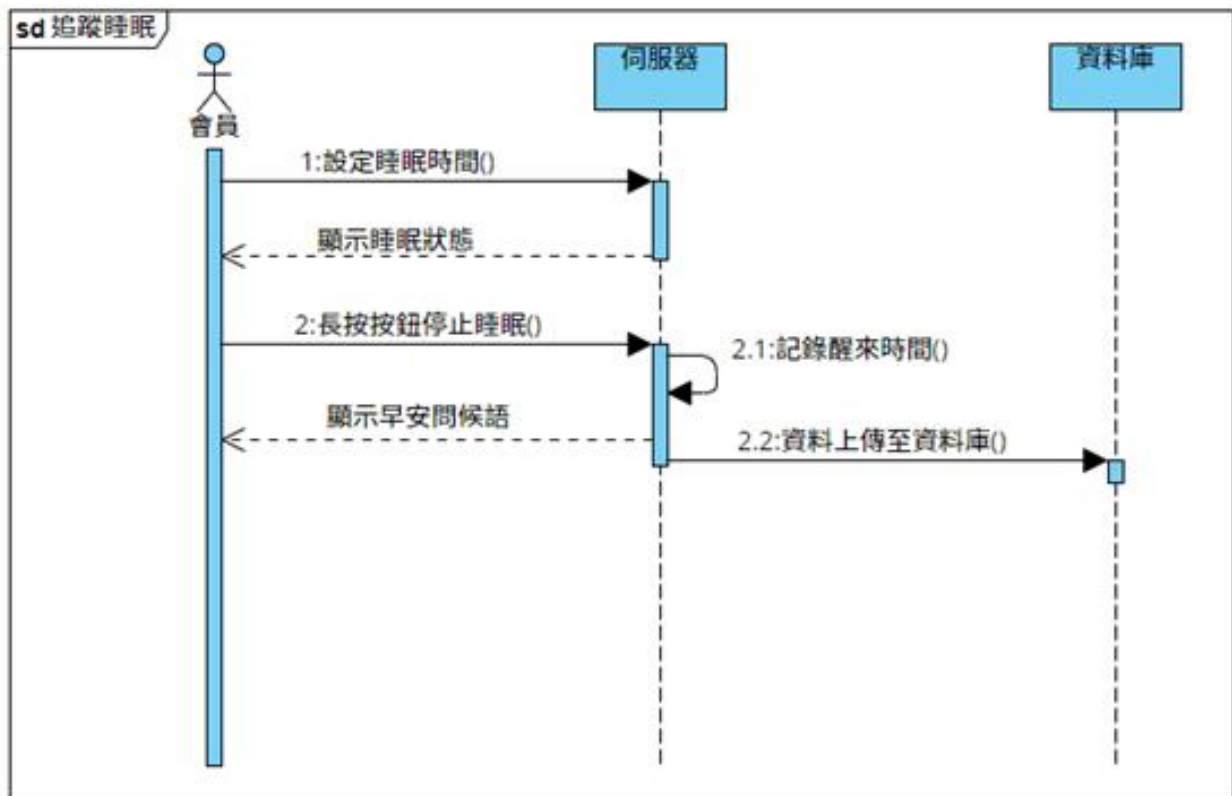 sd 追蹤睡眠
會員
伺服器
資料庫
1:設定睡眠時間()
顯示睡眠狀態
2:長按按鈕停止睡眠()
2.1:記錄醒來時間()
顯示早安問候語
2.2:資料上傳至資料庫()